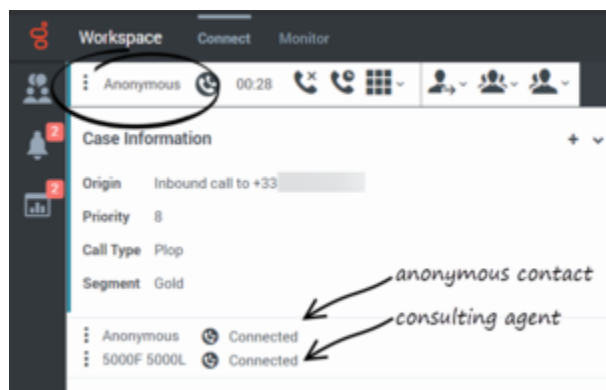 Workspace Connect Monitor
Anonymous 00:28
2
Case Information
2
Origin Inbound call to +33
Priority 8
Call Type Plop
Segment Gold
anonymous contact
consulting agent
Anonymous Connected
5000F 5000L Connected